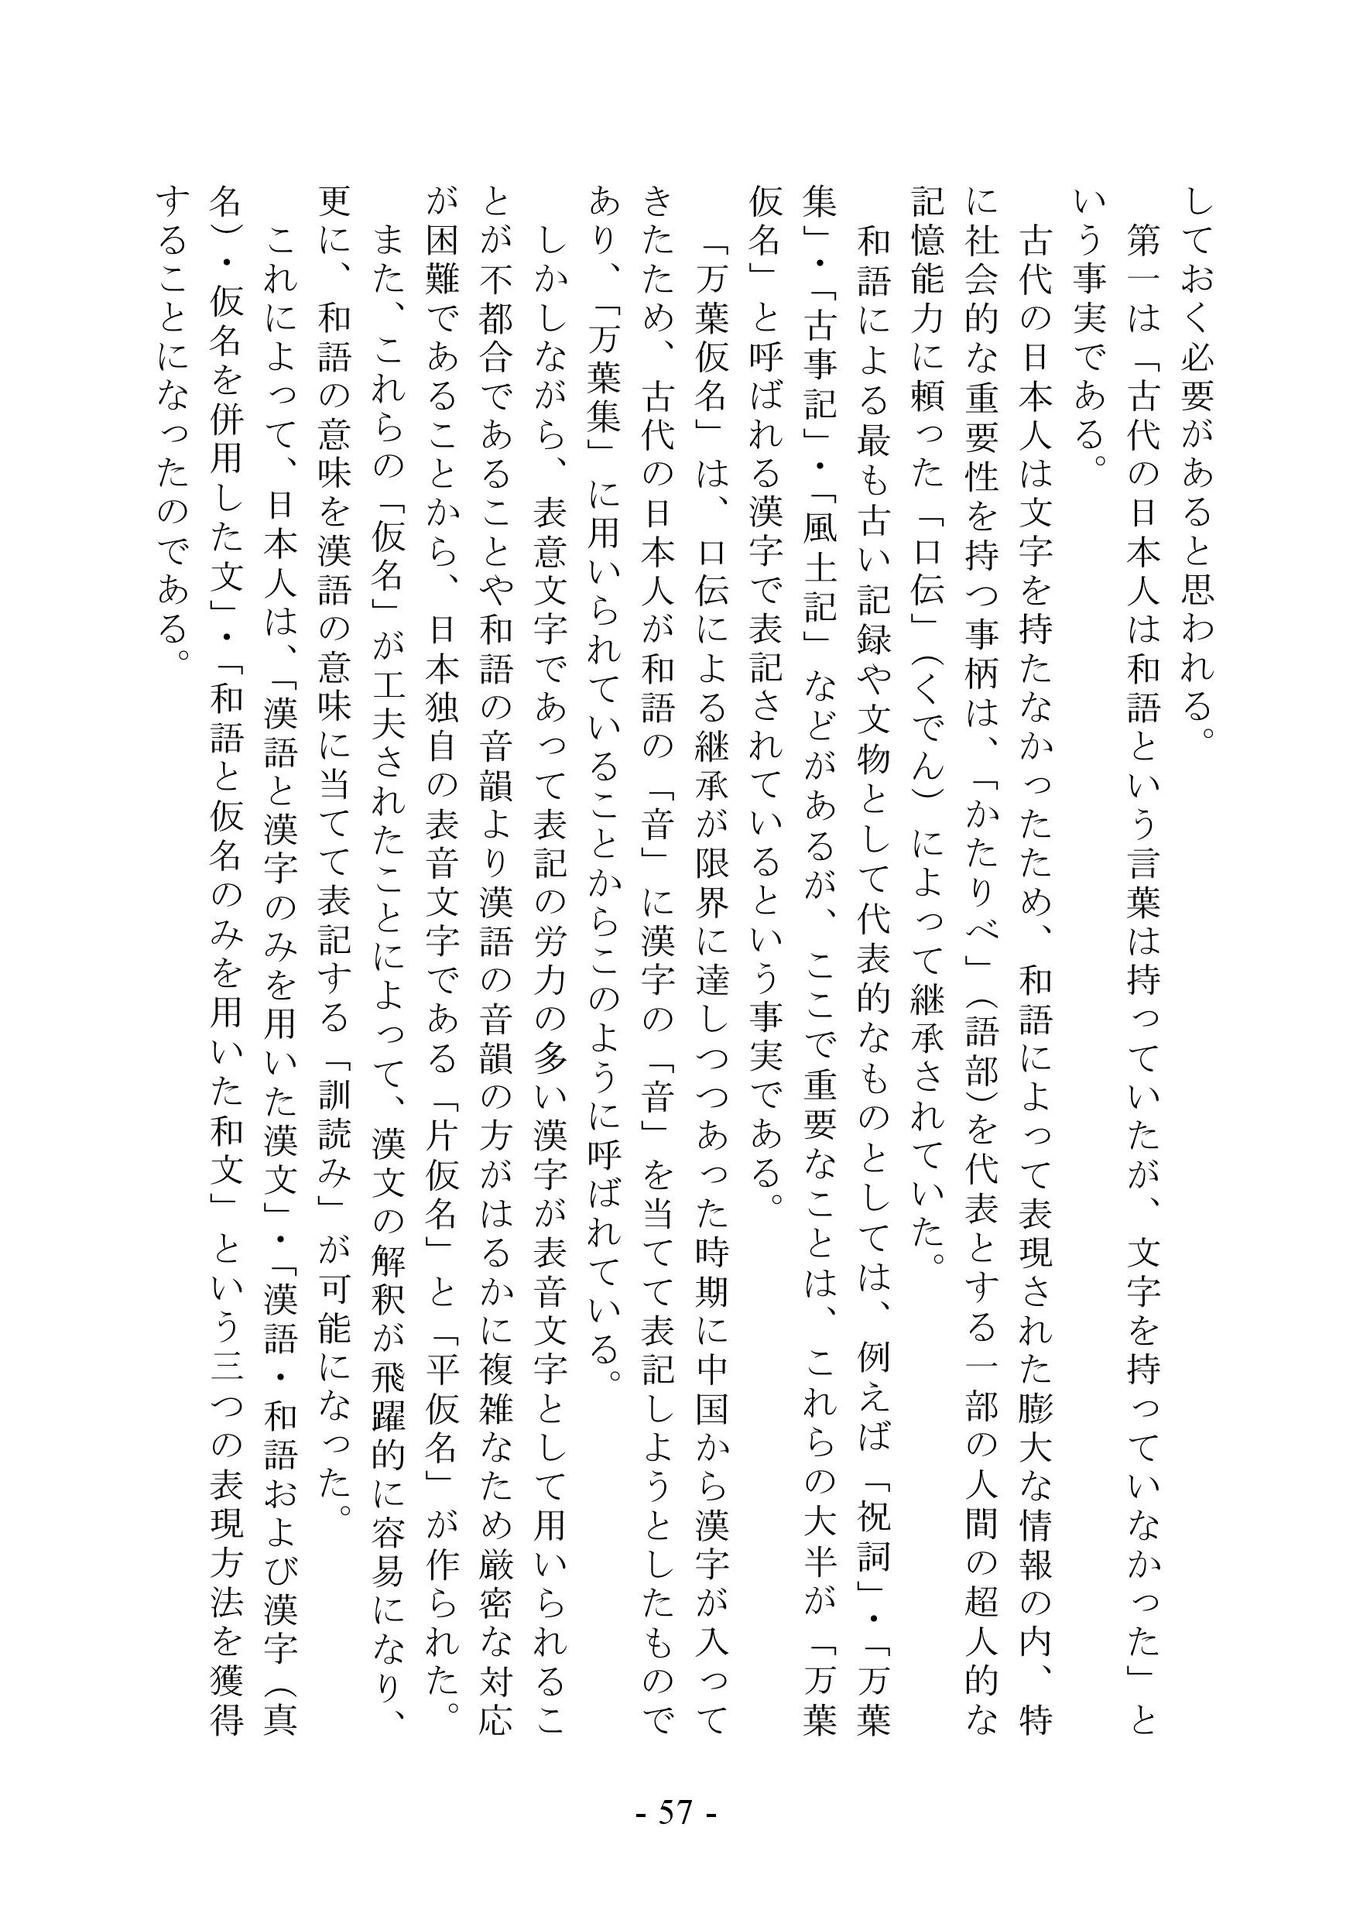 しておく必要があると思われる。
　第一は「古代の日本人は和語という言葉は持っていたが、文字を持っていなかった」と
いう事実である。
　古代の日本人は文字を持たなかったため、和語によって表現された膨大な情報の内、特
に社会的な重要性を持つ事柄は、「かたりべ」（語部）を代表とする一部の人間の超人的な
記憶能力に頼った「口伝」（くでん）によって継承されていた。
　和語による最も古い記録や文物として代表的なものとしては、例えば「祝詞」・「万葉
集」・「古事記」・「風土記」などがあるが、ここで重要なことは、これらの大半が「万葉
仮名」と呼ばれる漢字で表記されているという事実である。
　「万葉仮名」は、口伝による継承が限界に達しつつあった時期に中国から漢字が入って
きたため、古代の日本人が和語の「音」に漢字の「音」を当てて表記しようとしたもので
あり、「万葉集」に用いられていることからこのように呼ばれている。
　しかしながら、表意文字であって表記の労力の多い漢字が表音文字として用いられるこ
とが不都合であることや和語の音韻より漢語の音韻の方がはるかに複雑なため厳密な対応
が困難であることから、日本独自の表音文字である「片仮名」と「平仮名」が作られた。
　また、これらの「仮名」が工夫されたことによって、漢文の解釈が飛躍的に容易になり、
更に、和語の意味を漢語の意味に当てて表記する「訓読み」が可能になった。
　これによって、日本人は、「漢語と漢字のみを用いた漢文」・「漢語・和語および漢字（真
名）・仮名を併用した文」・「和語と仮名のみを用いた和文」という三つの表現方法を獲得
することになったのである。
- 57 -